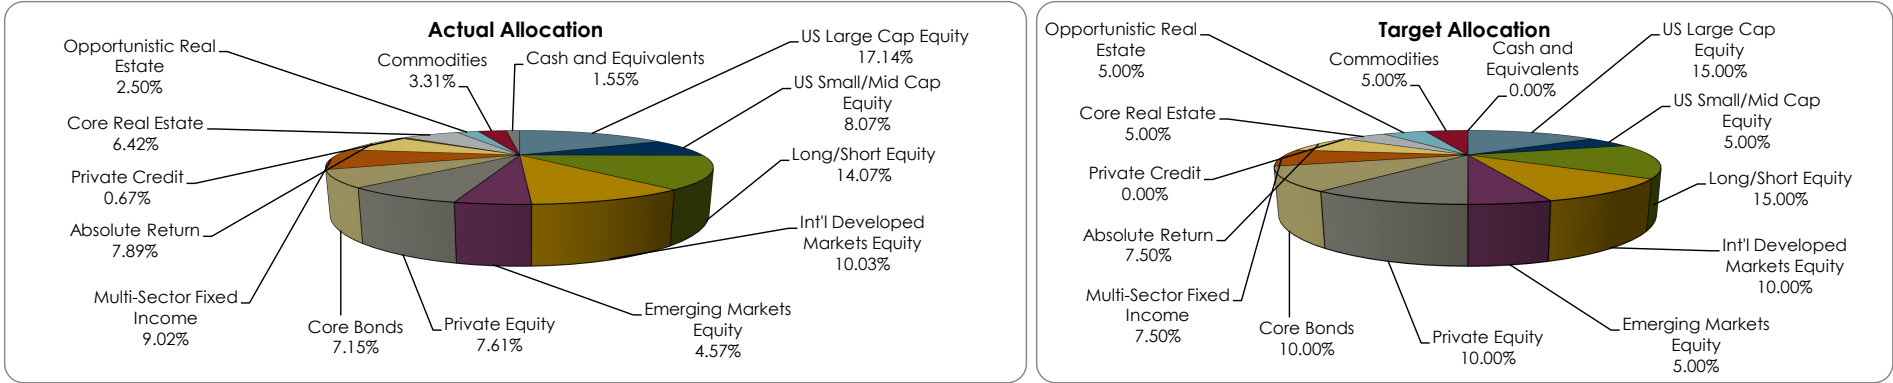 Actual Allocation
US Large Cap Equity
17.14%
US Small/Mid Cap
Equity
8.07%
Long/Short Equity
14.07%
Int'l Developed
Markets Equity
10.03%
Emerging Markets
Equity
4.57%
Private Equity
7.61%
Core Bonds
7.15%
Multi-Sector Fixed
Income
9.02%
Absolute Return
7.89%
Private Credit
0.67%
Core Real Estate
6.42%
Opportunistic Real
Estate
2.50%
Commodities
3.31%
Cash and Equivalents
1.55%
Target Allocation
US Large Cap
Equity
15.00%
US Small/Mid Cap
Equity
5.00%
Long/Short Equity
15.00%
Int'l Developed
Markets Equity
10.00%
Emerging Markets
Equity
5.00%
Private Equity
10.00%
Core Bonds
10.00%
Multi-Sector Fixed
Income
7.50%
Absolute Return
7.50%
Private Credit
0.00%
Core Real Estate
5.00%
Opportunistic Real
Estate
5.00%
Commodities
5.00%
Cash and
Equivalents
0.00%